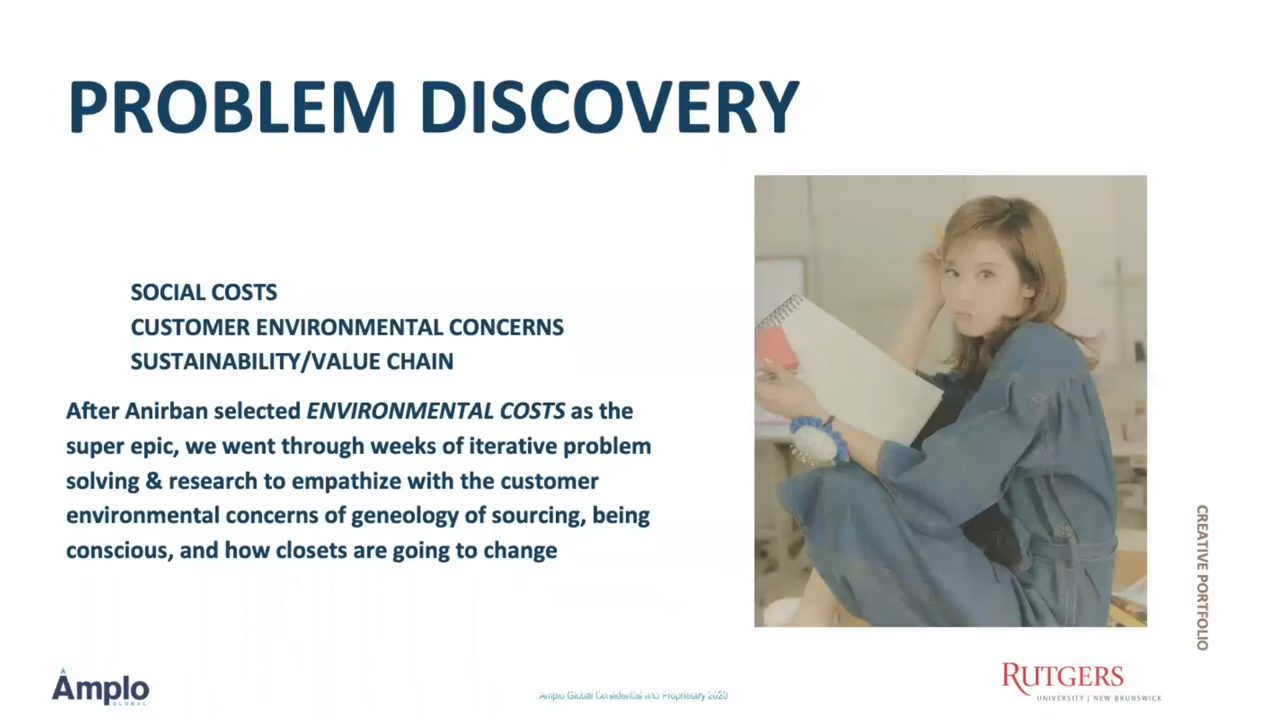 PROBLEM DISCOVERY
SOCIAL COSTS
CUSTOMER ENVIRONMENTAL CONCERNS
SUSTAINABILITY/VALUE CHAIN
After Anirban selected ENVIRONMENTAL COSTS as the
super epic, we went through weeks of iterative problem
solving & research to empathize with the customer
environmental concerns of geneology of sourcing, being
conscious, and how closets are going to change
CREATIVE PORTFOLIO
Amplo
GLOBAL
Amplo Global Confidential and Proprietary 2020
RUTGERS
UNIVERSITY | NEW BRUNSWICK